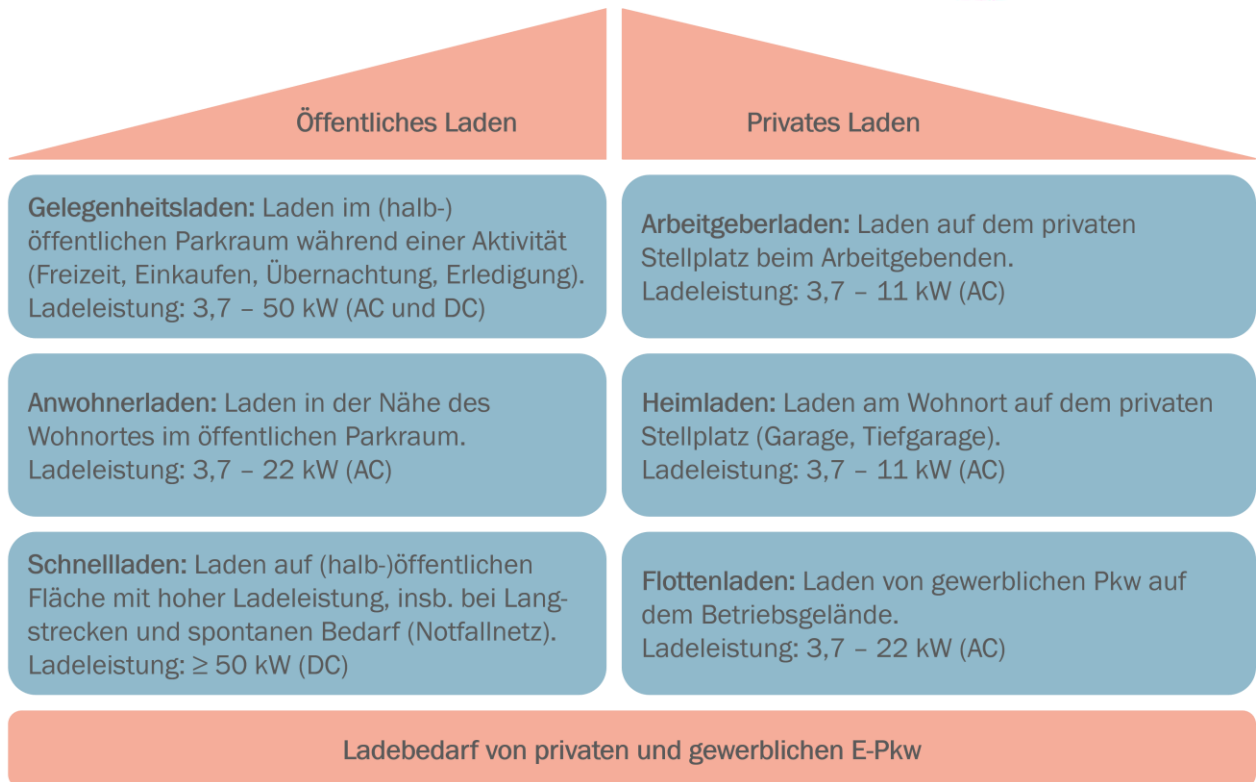 Öffentliches Laden
Gelegenheitsladen: Laden im (halb-)
öffentlichen Parkraum während einer Aktivität
(Freizeit, Einkaufen, Übernachtung, Erledigung).
Ladeleistung: 3,7 – 50 kW (AC und DC)
Anwohnerladen: Laden in der Nähe des
Wohnortes im öffentlichen Parkraum.
Ladeleistung: 3,7 – 22 kW (AC)
Schnellladen: Laden auf (halb-)öffentlichen
Fläche mit hoher Ladeleistung, insb. bei Lang-
strecken und spontanen Bedarf (Notfallnetz).
Ladeleistung: ≥ 50 kW (DC)
Privates Laden
Arbeitgeberladen: Laden auf dem privaten
Stellplatz beim Arbeitgebenden.
Ladeleistung: 3,7 – 11 kW (AC)
Heimladen: Laden am Wohnort auf dem privaten
Stellplatz (Garage, Tiefgarage).
Ladeleistung: 3,7 – 11 kW (AC)
Flottenladen: Laden von gewerblichen Pkw auf
dem Betriebsgelände.
Ladeleistung: 3,7 – 22 kW (AC)
Ladebedarf von privaten und gewerblichen E-Pkw